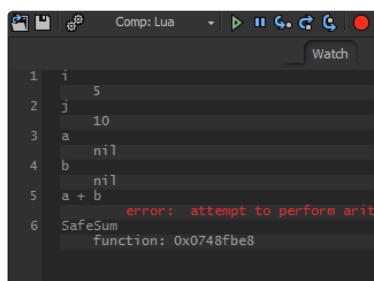 Comp: Lua
Watch
1 i
5
2 j
10
3 a
nil
4 b
nil
5 a + b
error: attempt to perform arit
6 SafeSum
function: 0x0748fbe8